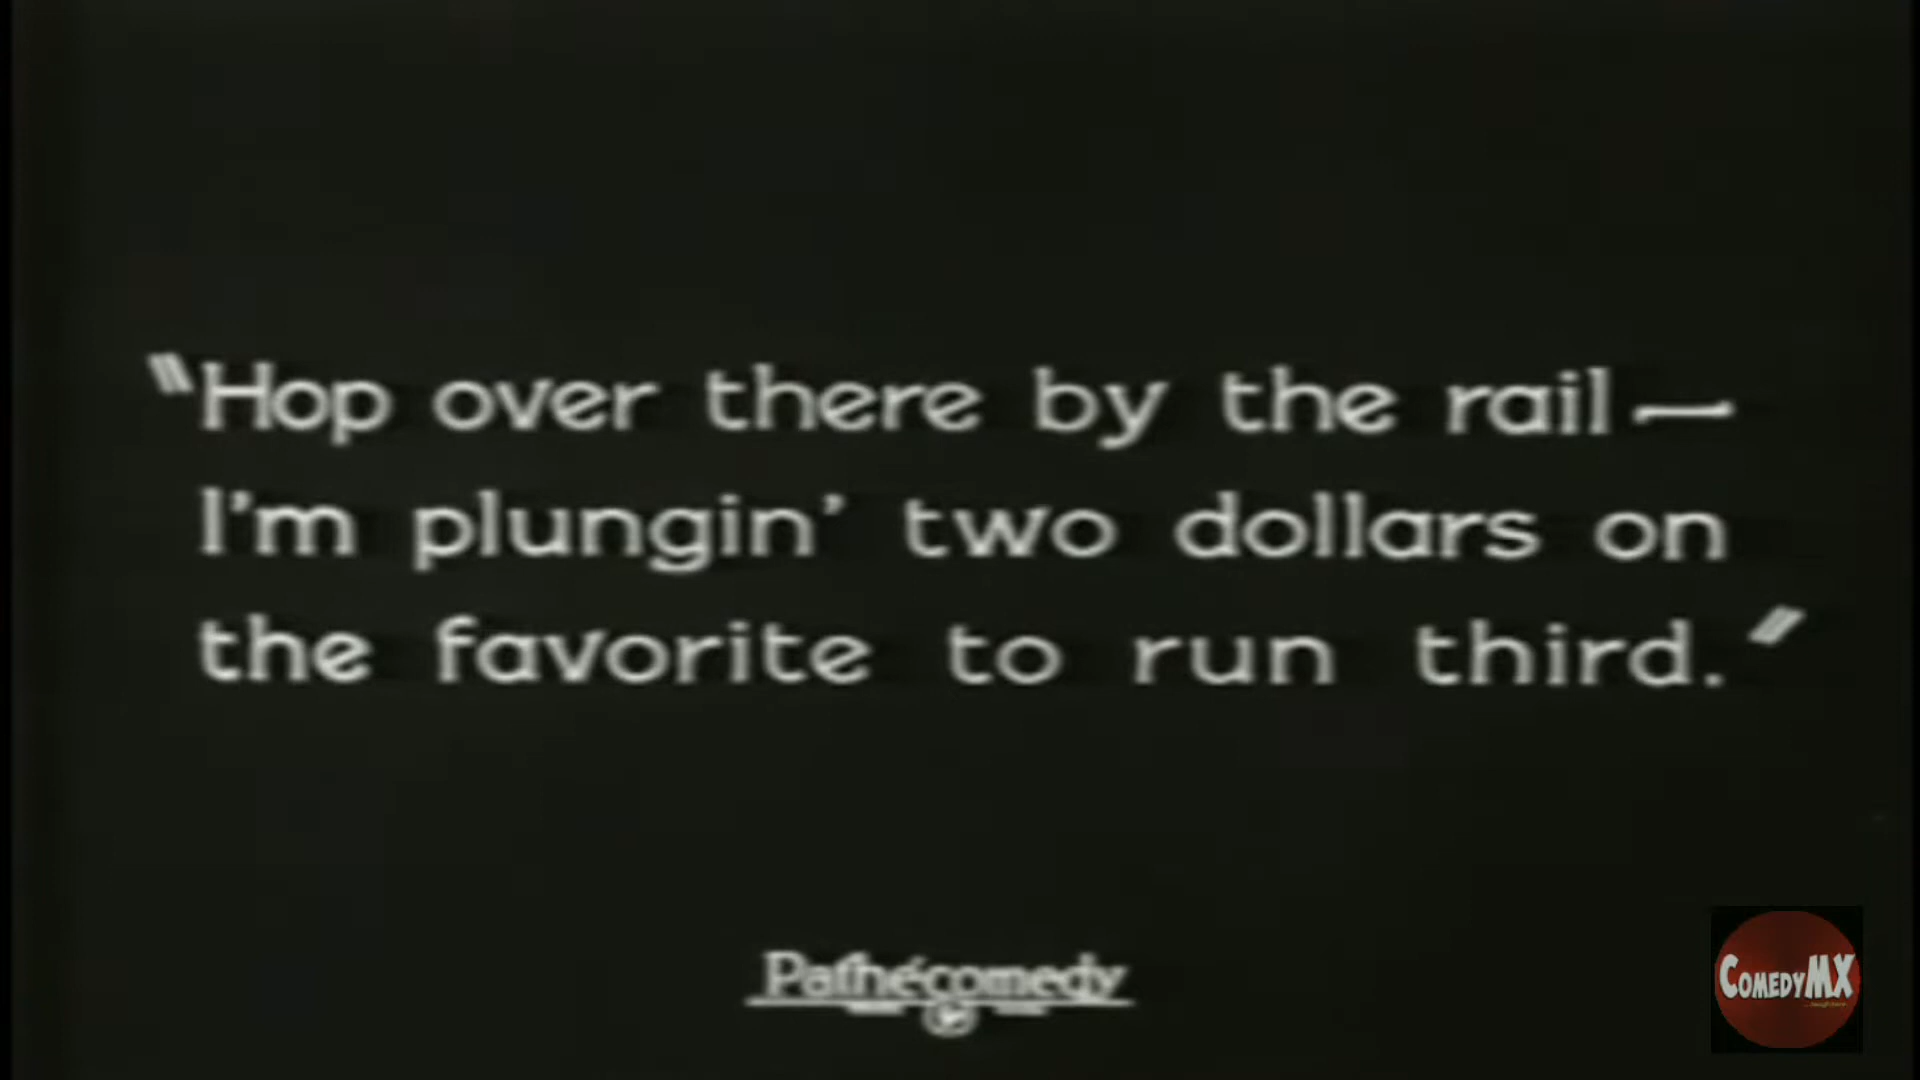 "Hop over there by the rail—
I'm plungin' two dollars on
the favorite to run third."
Pathécomedy
COMEDYMX